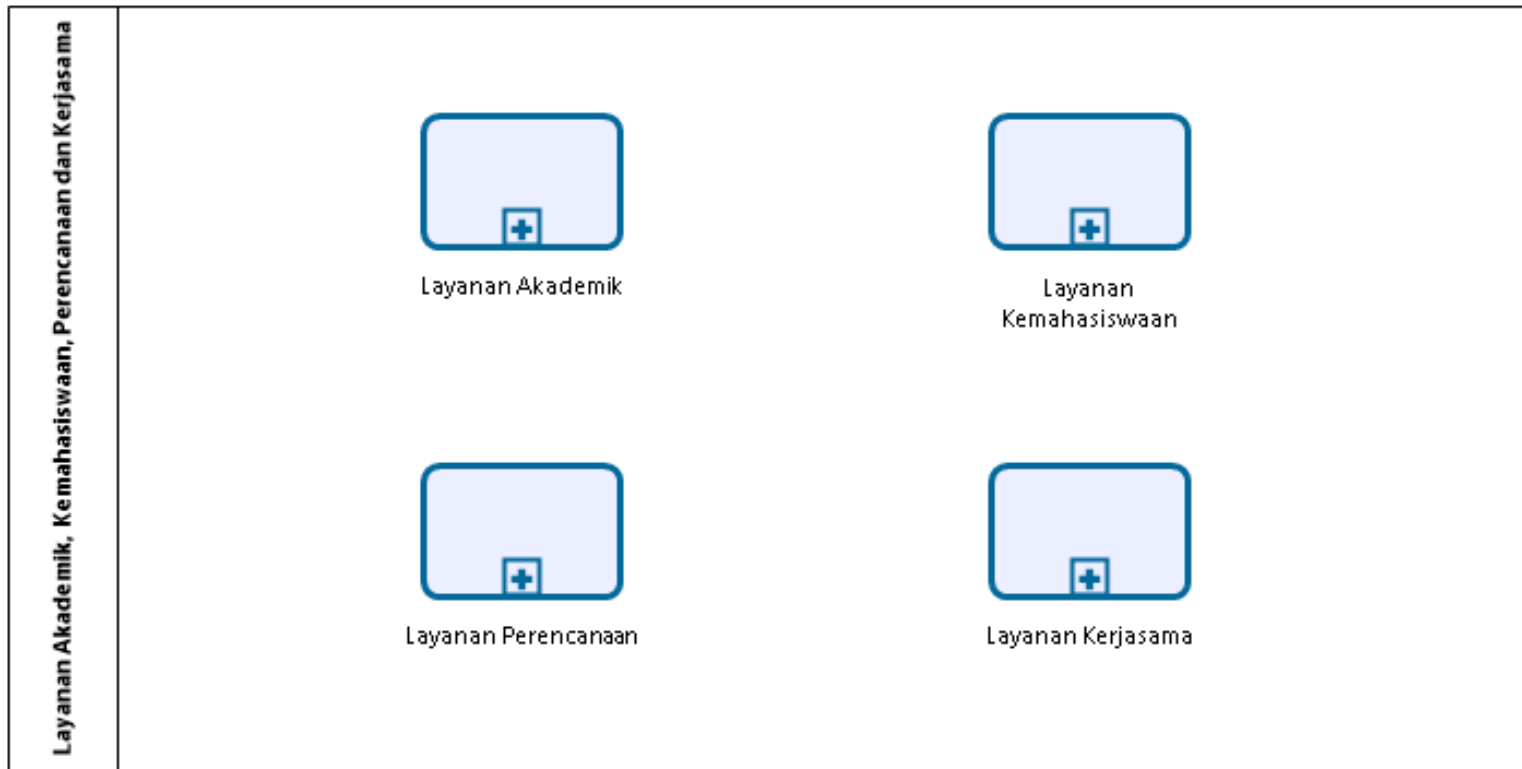 Layanan Akademik, Kemahasiswaan, Perencanaan dan Kerjasama
Layanan Akademik
Layanan
Kemahasiswaan
Layanan Perencanaan
Layanan Kerjasama